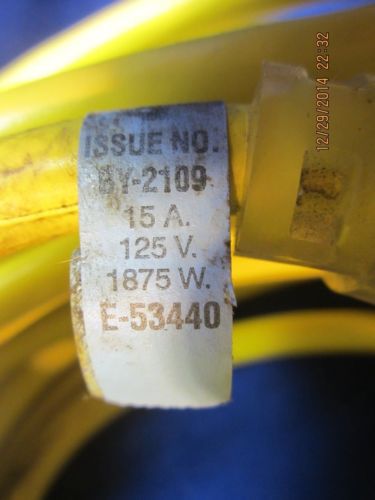 ISSUE NO.
BY-2109
15 A.
125 V.
1875 W.
E-53440
12/29/2014 22:32